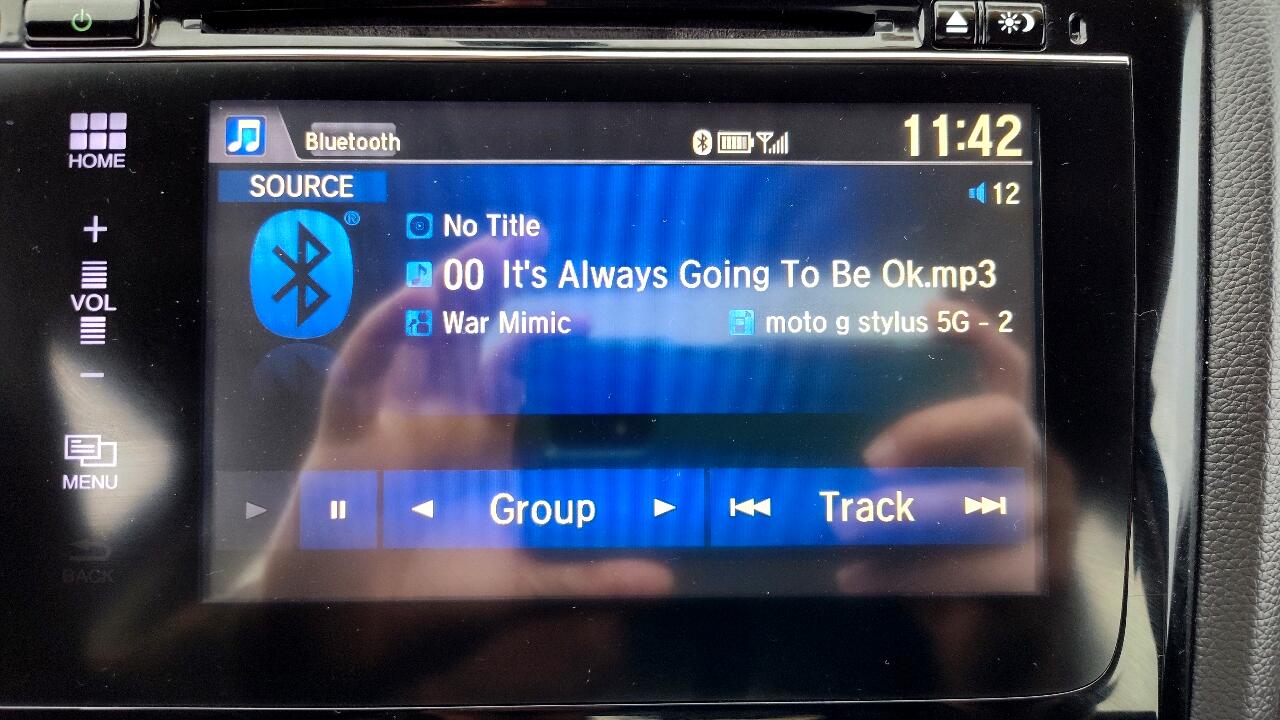 Bluetooth
11:42
HOME
SOURCE
12
®
No Title
+
00 It's Always Going To Be Ok.mp3
VOL
War Mimic
moto g stylus 5G - 2
−
MENU
Group
Track
BACK